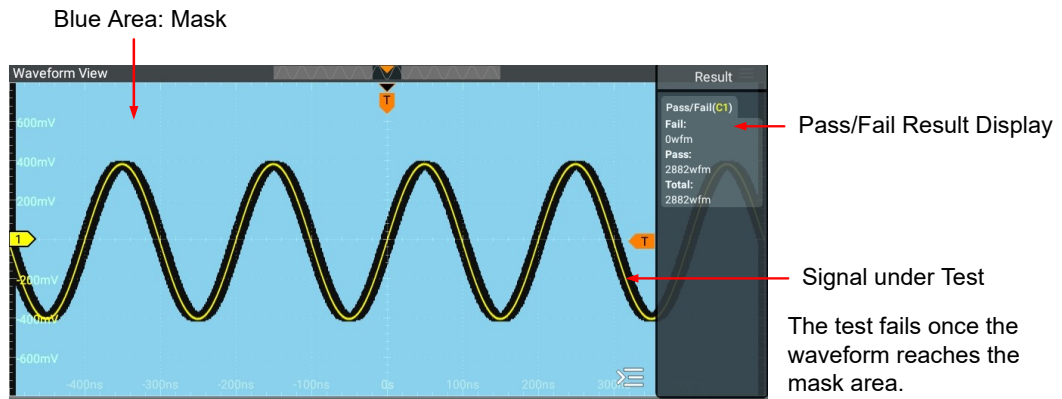 Blue Area: Mask
Waveform View
Result
T
Pass/Fail(C1)
Fail:
0wfm
Pass:
2882wfm
Total:
2882wfm
Pass/Fail Result Display
600mV
400mV
200mV
1
T
-200mV
-400mV
-600mV
Signal under Test
The test fails once the
waveform reaches the
mask area.
-400ns
-300ns
-200ns
-100ns
0s
100ns
200ns